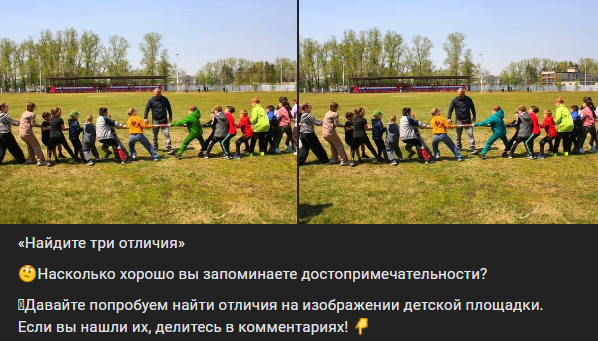 «Найдите три отличия»
🤨Насколько хорошо вы запоминаете достопримечательности?
Давайте попробуем найти отличия на изображении детской площадки.
Если вы нашли их, делитесь в комментариях! 👇